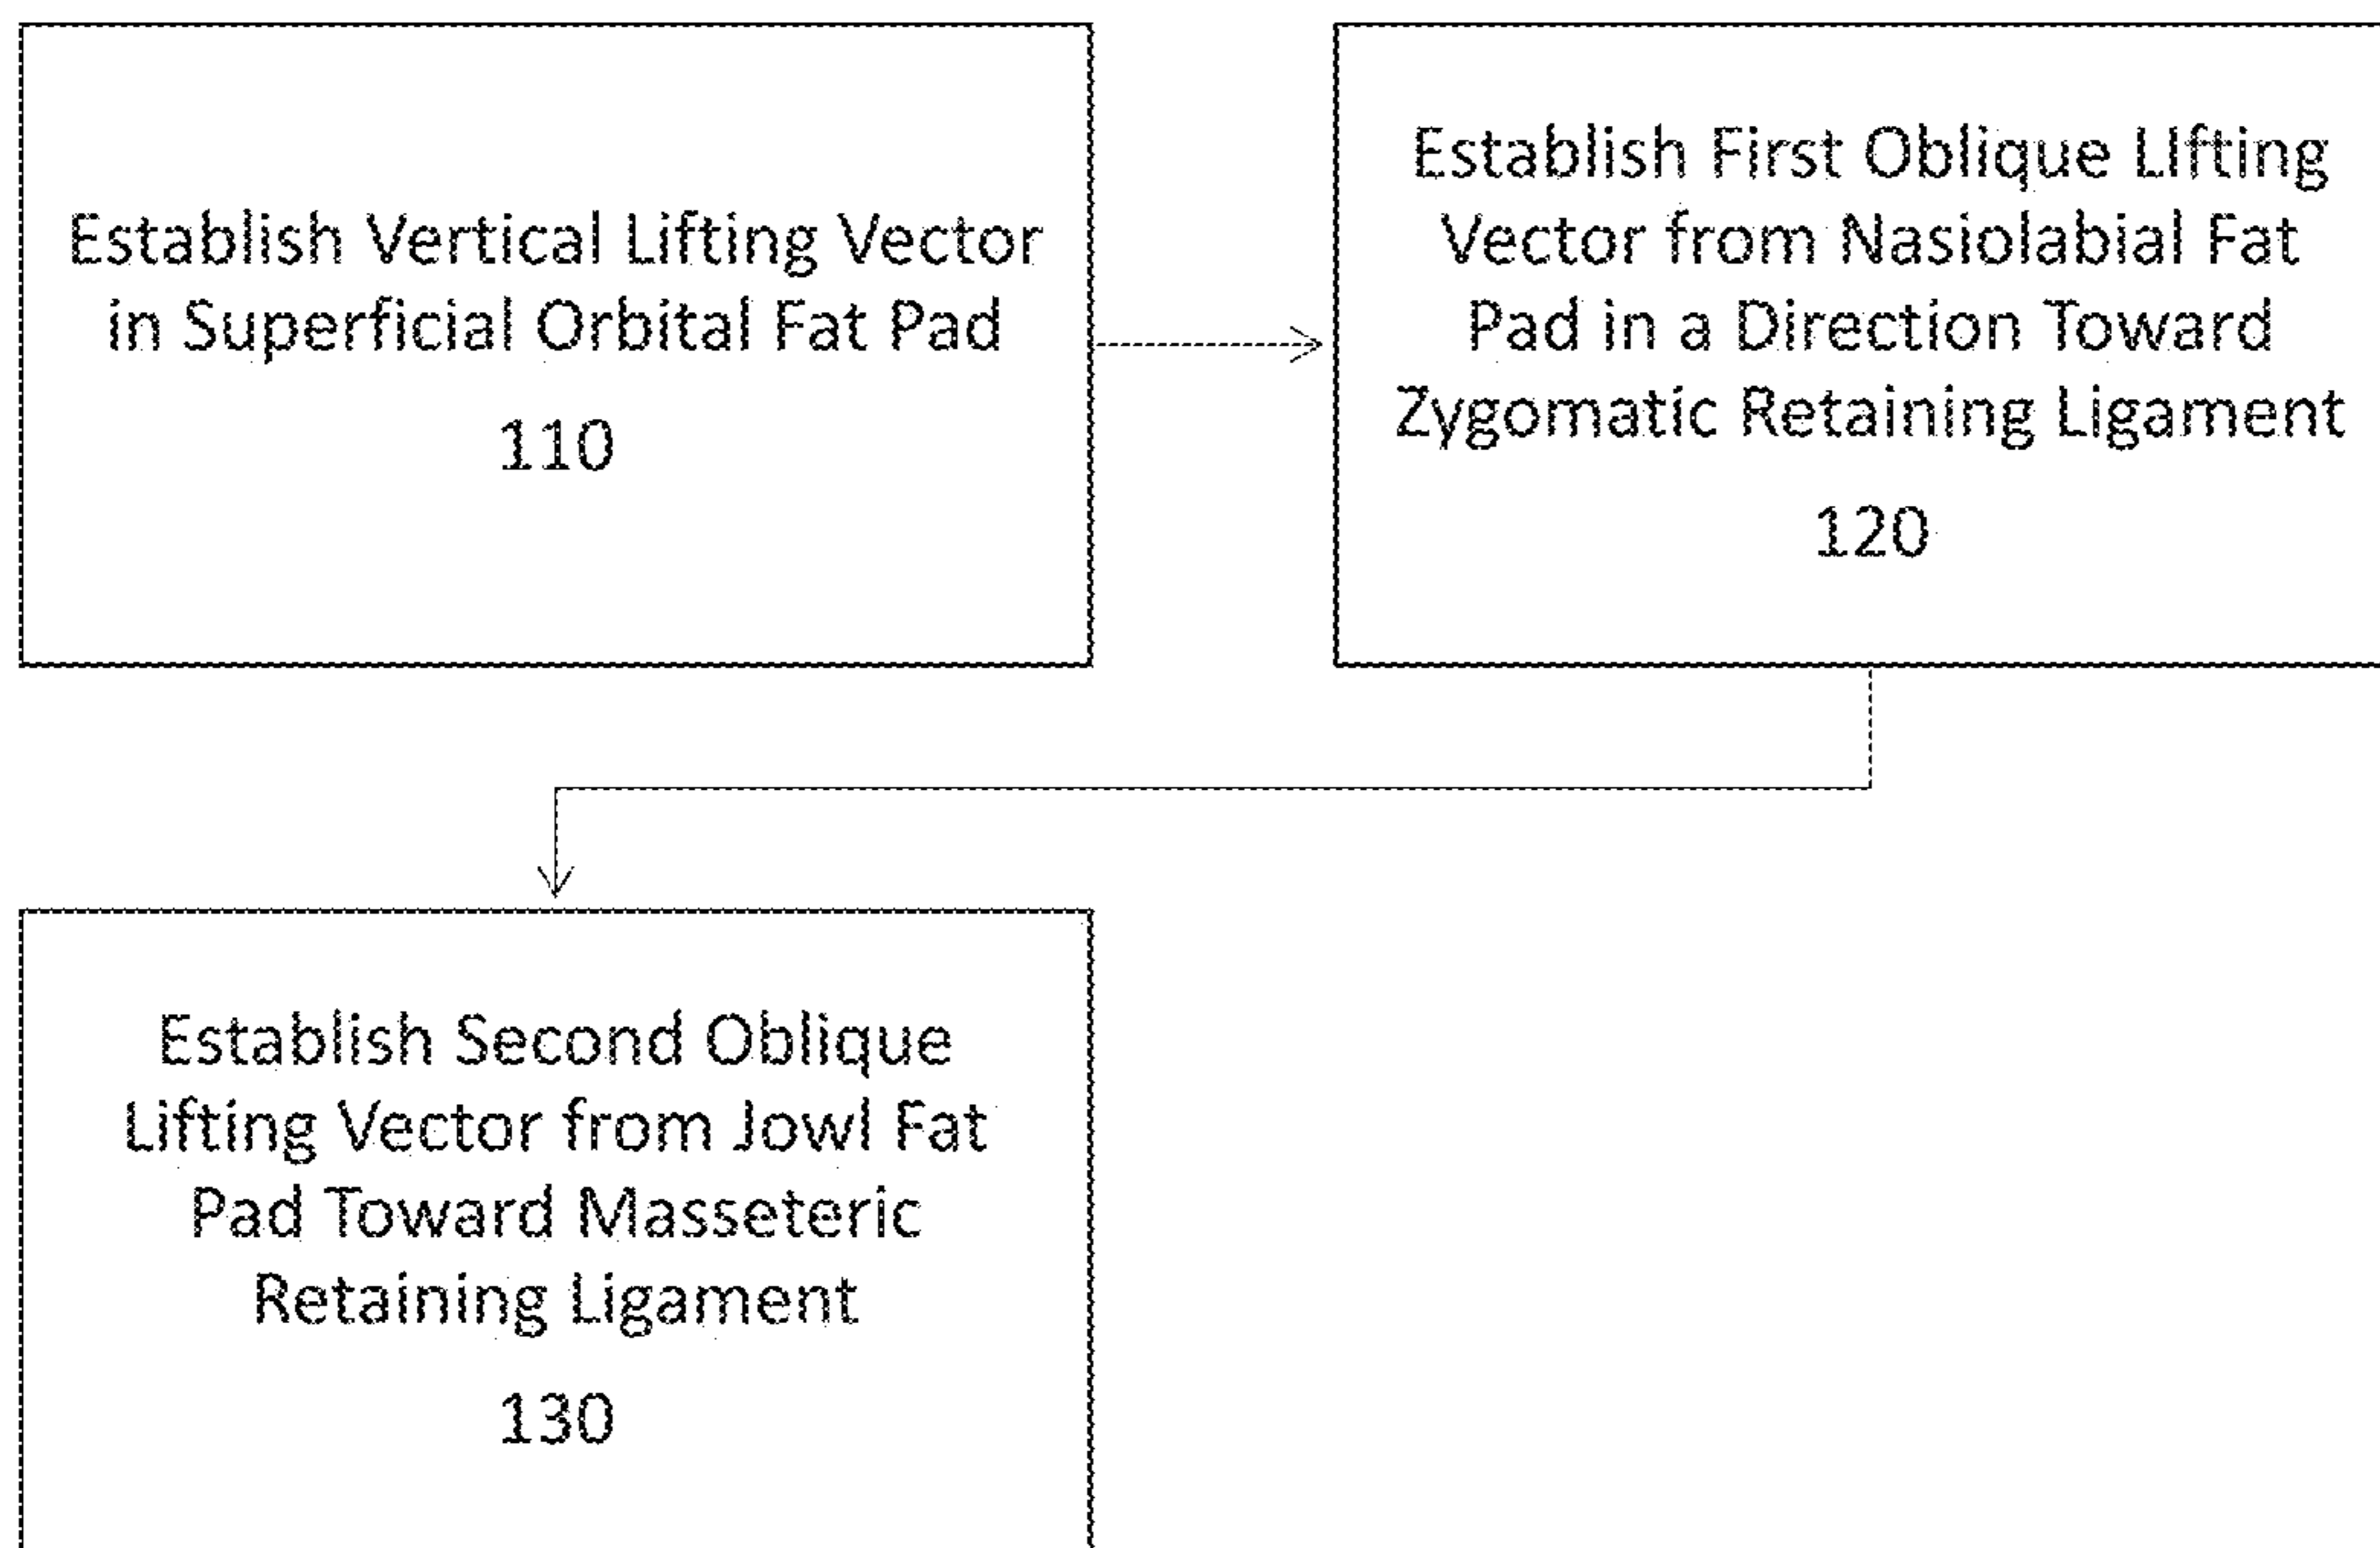 Establish Vertical Lifting Vector
in Superficial Orbital Fat Pad
110
Establish First Oblique LIfting
Vector from Nasiolabial Fat
Pad in a Direction Toward
Zygomatic Retaining Ligament
120
Establish Second Oblique
Lifting Vector from Jowl Fat
Pad Toward Masseteric
Retaining Ligament
130